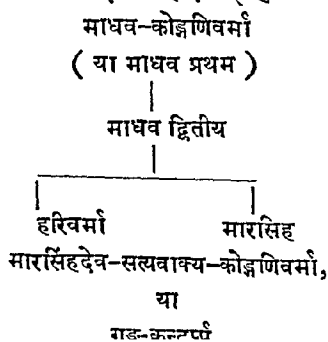 माधव-कोङ्गणिवर्मा
( या माधव प्रथम )
माधव द्वितीय
हरिवर्मा मारसिह
मारसिंहदेव-सत्यवाक्य-कोङ्गणिवर्मा,
या